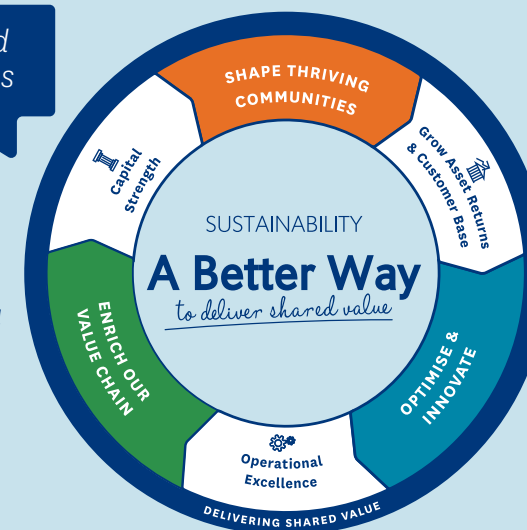 d
s
SHAPE THRIVING
COMMUNITIES
Capital
Strength
Grow Asset Returns
& Customer Base
SUSTAINABILITY
A Better Way
to deliver shared value
ENRICH OUR
VALUE CHAIN
OPTIMISE &
INNOVATE
Operational
Excellence
DELIVERING SHARED VALUE